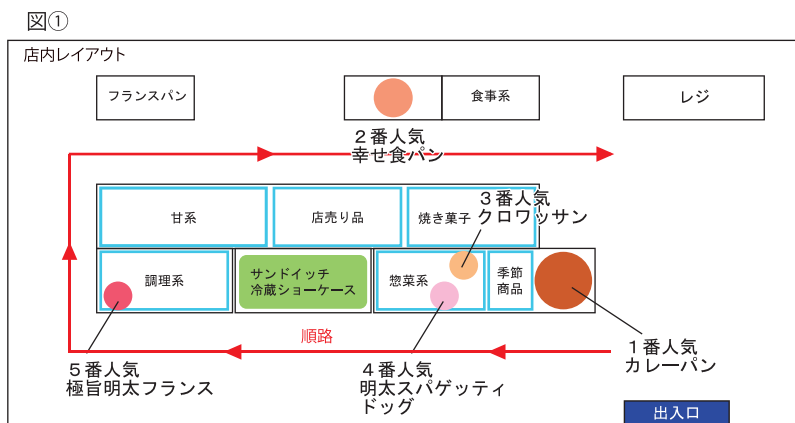 図①
店内レイアウト
フランスパン
食事系
レジ
2番人気
幸せ食パン
甘系
店売り品
焼き菓子
3番人気
クロワッサン
調理系
サンドイッチ
冷蔵ショーケース
惣菜系
季節
商品
順路
1番人気
カレーパン
5番人気
極旨明太フランス
4番人気
明太スパゲッティ
ドッグ
出入口